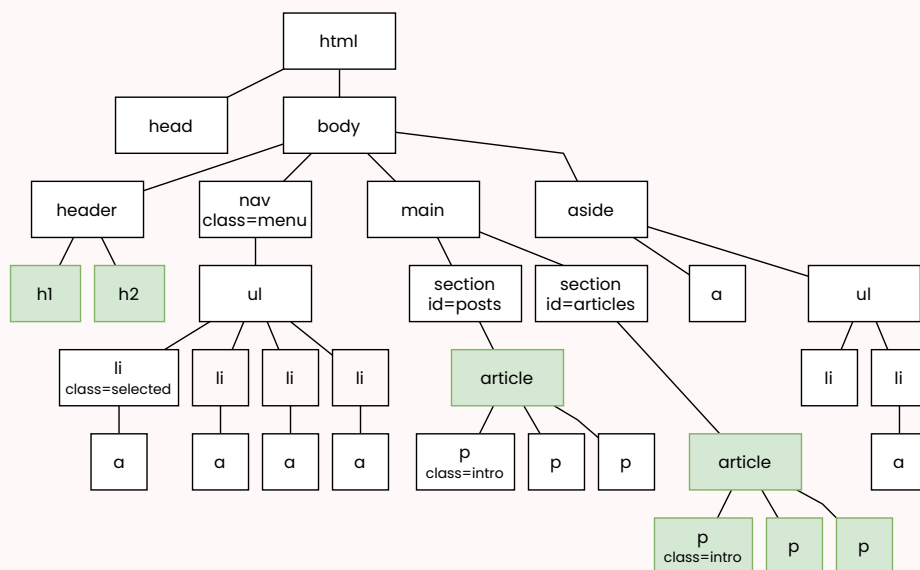 html
head
body
header
nav
class=menu
main
aside
h1
h2
ul
section
id=posts
section
id=articles
a
ul
li
class=selected
li
li
li
article
li
li
a
a
a
a
p
class=intro
p
p
article
a
p
class=intro
p
p